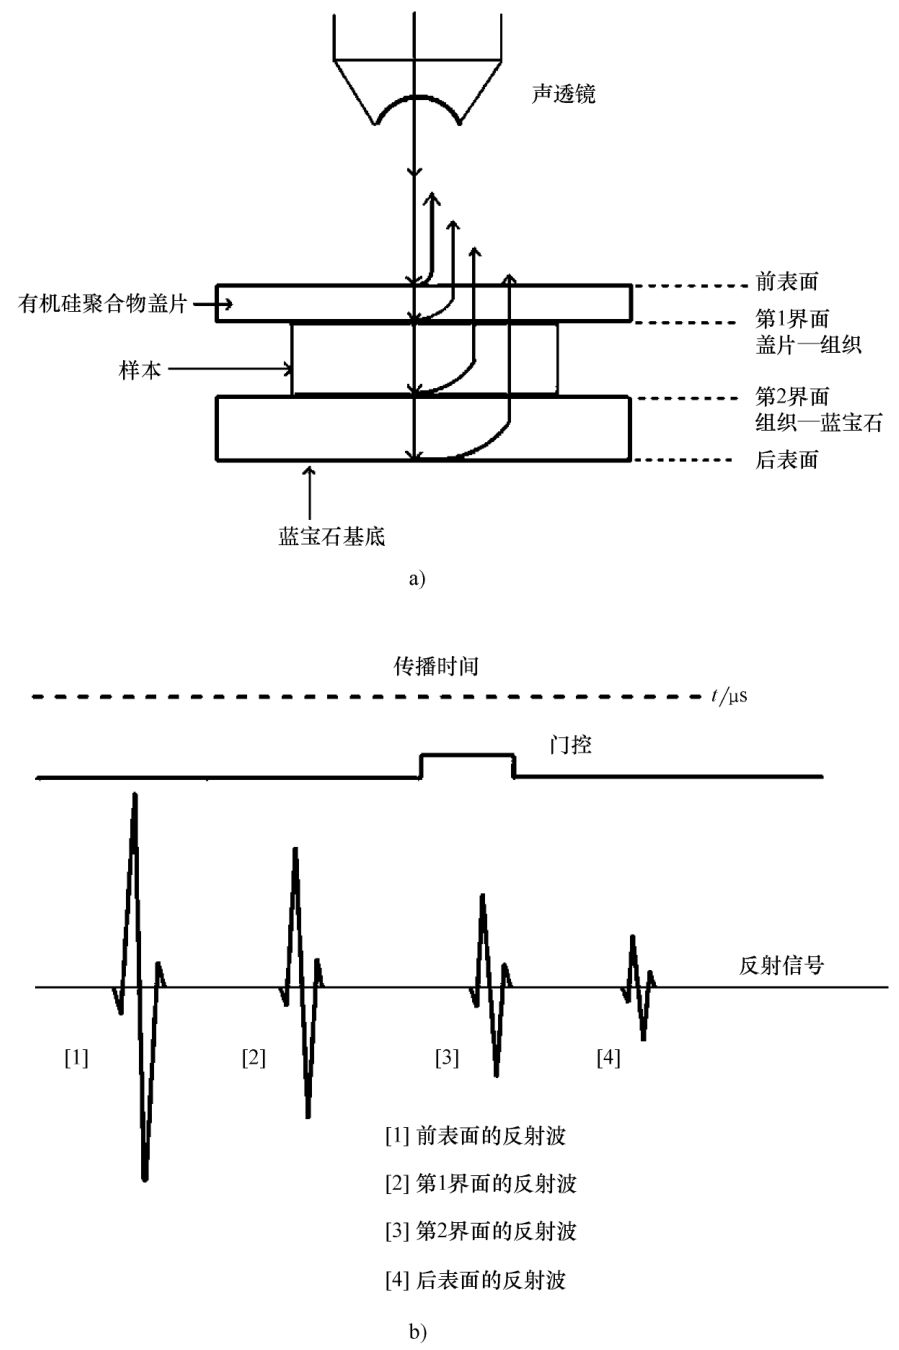 声透镜
前表面
有机硅聚合物盖片
第1界面
盖片—组织
样本
第2界面
组织—蓝宝石
后表面
蓝宝石基底
a)
传播时间
t/μs
门控
反射信号
[1]
[2]
[3]
[4]
[1] 前表面的反射波
[2] 第1界面的反射波
[3] 第2界面的反射波
[4] 后表面的反射波
b)